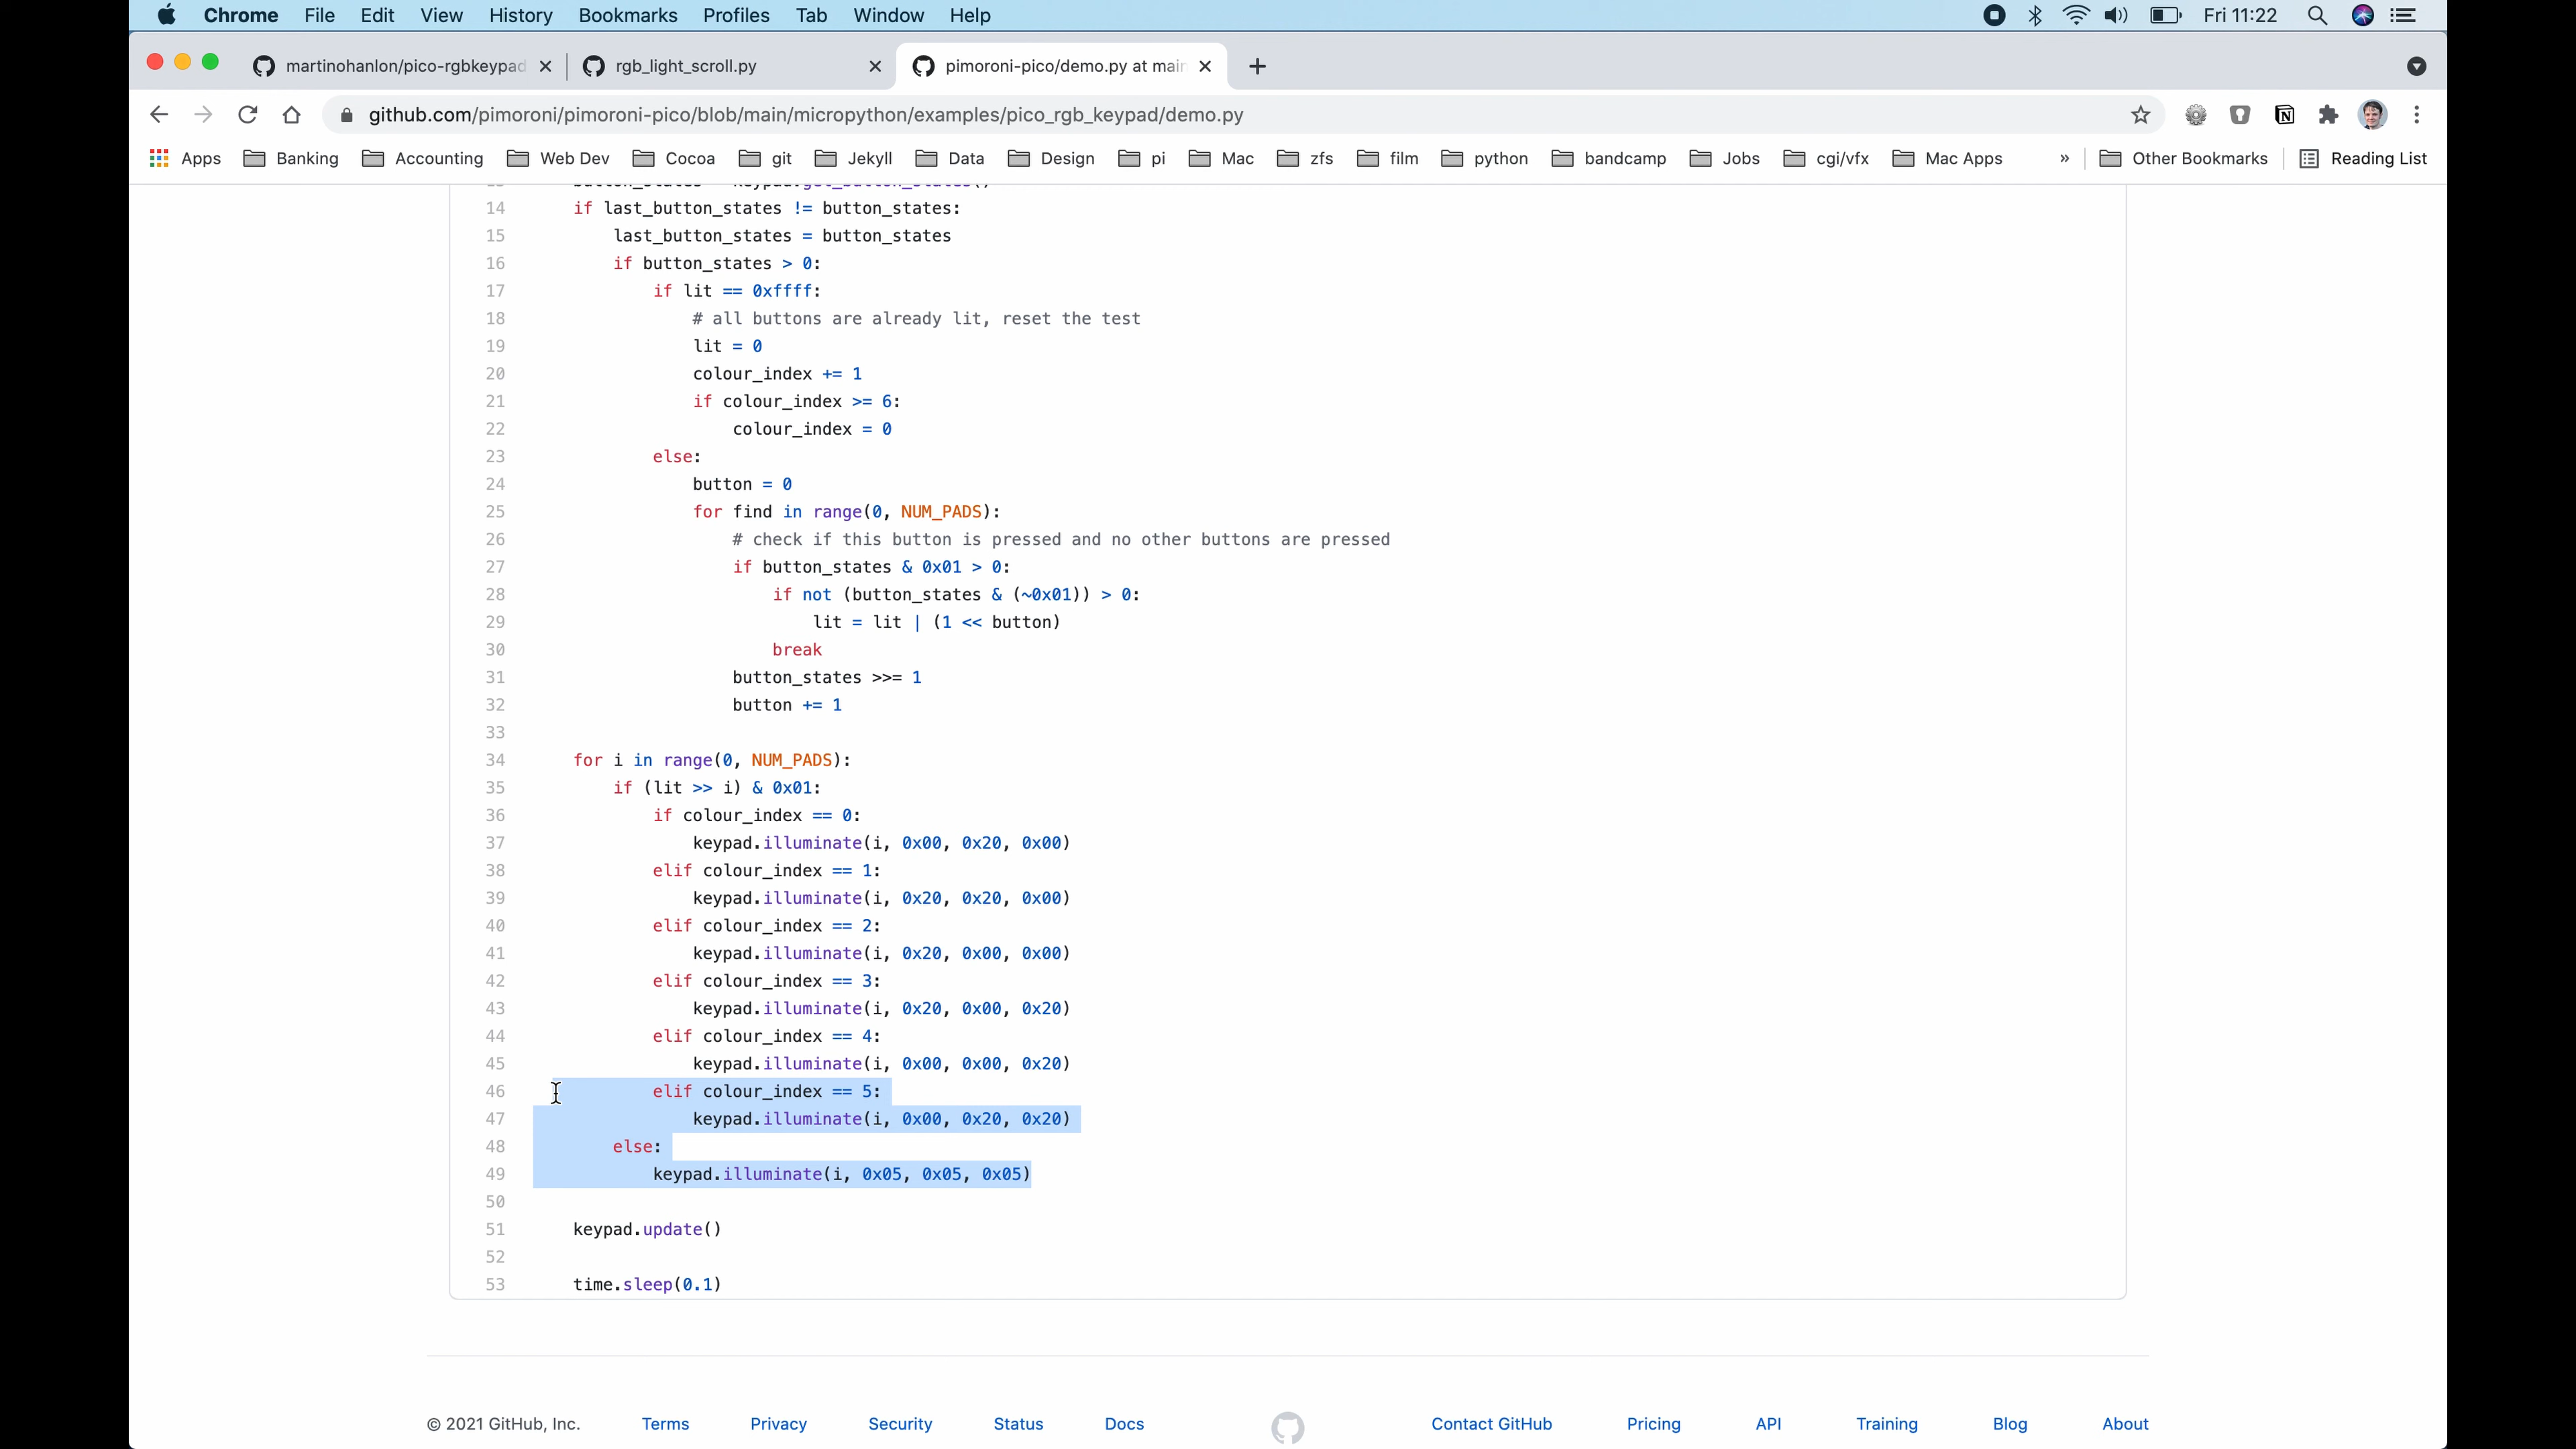 Chrome File Edit View History Bookmarks Profiles Tab Window Help Fri 11:22
martinohanlon/pico-rgbkeypad rgb_light_scroll.py pimoroni-pico/demo.py at main
github.com/pimoroni/pimoroni-pico/blob/main/micropython/examples/pico_rgb_keypad/demo.py
Apps Banking Accounting Web Dev Cocoa git Jekyll Data Design pi Mac zfs film python bandcamp Jobs cgi/vfx Mac Apps » Other Bookmarks Reading List
14 if last_button_states != button_states:
15 last_button_states = button_states
16 if button_states > 0:
17 if lit == 0xffff:
18 # all buttons are already lit, reset the test
19 lit = 0
20 colour_index += 1
21 if colour_index >= 6:
22 colour_index = 0
23 else:
24 button = 0
25 for find in range(0, NUM_PADS):
26 # check if this button is pressed and no other buttons are pressed
27 if button_states & 0x01 > 0:
28 if not (button_states & (~0x01)) > 0:
29 lit = lit | (1 << button)
30 break
31 button_states >>= 1
32 button += 1
33
34 for i in range(0, NUM_PADS):
35 if (lit >> i) & 0x01:
36 if colour_index == 0:
37 keypad.illuminate(i, 0x00, 0x20, 0x00)
38 elif colour_index == 1:
39 keypad.illuminate(i, 0x20, 0x20, 0x00)
40 elif colour_index == 2:
41 keypad.illuminate(i, 0x20, 0x00, 0x00)
42 elif colour_index == 3:
43 keypad.illuminate(i, 0x20, 0x00, 0x20)
44 elif colour_index == 4:
45 keypad.illuminate(i, 0x00, 0x00, 0x20)
46 elif colour_index == 5:
47 keypad.illuminate(i, 0x00, 0x20, 0x20)
48 else:
49 keypad.illuminate(i, 0x05, 0x05, 0x05)
50
51 keypad.update()
52
53 time.sleep(0.1)
© 2021 GitHub, Inc. Terms Privacy Security Status Docs Contact GitHub Pricing API Training Blog About